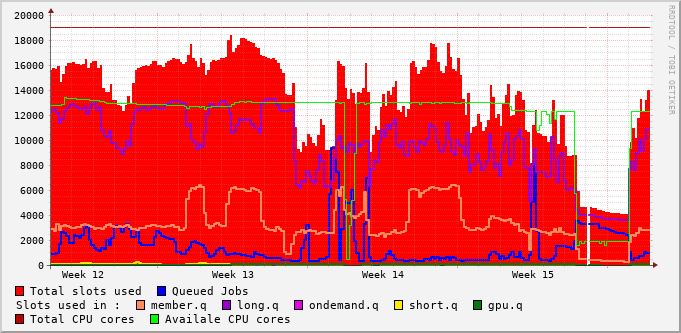 20000
18000
16000
14000
12000
10000
8000
6000
4000
2000
0
Week 12 Week 13 Week 14 Week 15
Total slots used Queued Jobs
Slots used in : member.q long.q ondemand.q short.q gpu.q
Total CPU cores Availale CPU cores
RRDTOOL / TOBI OETIKER